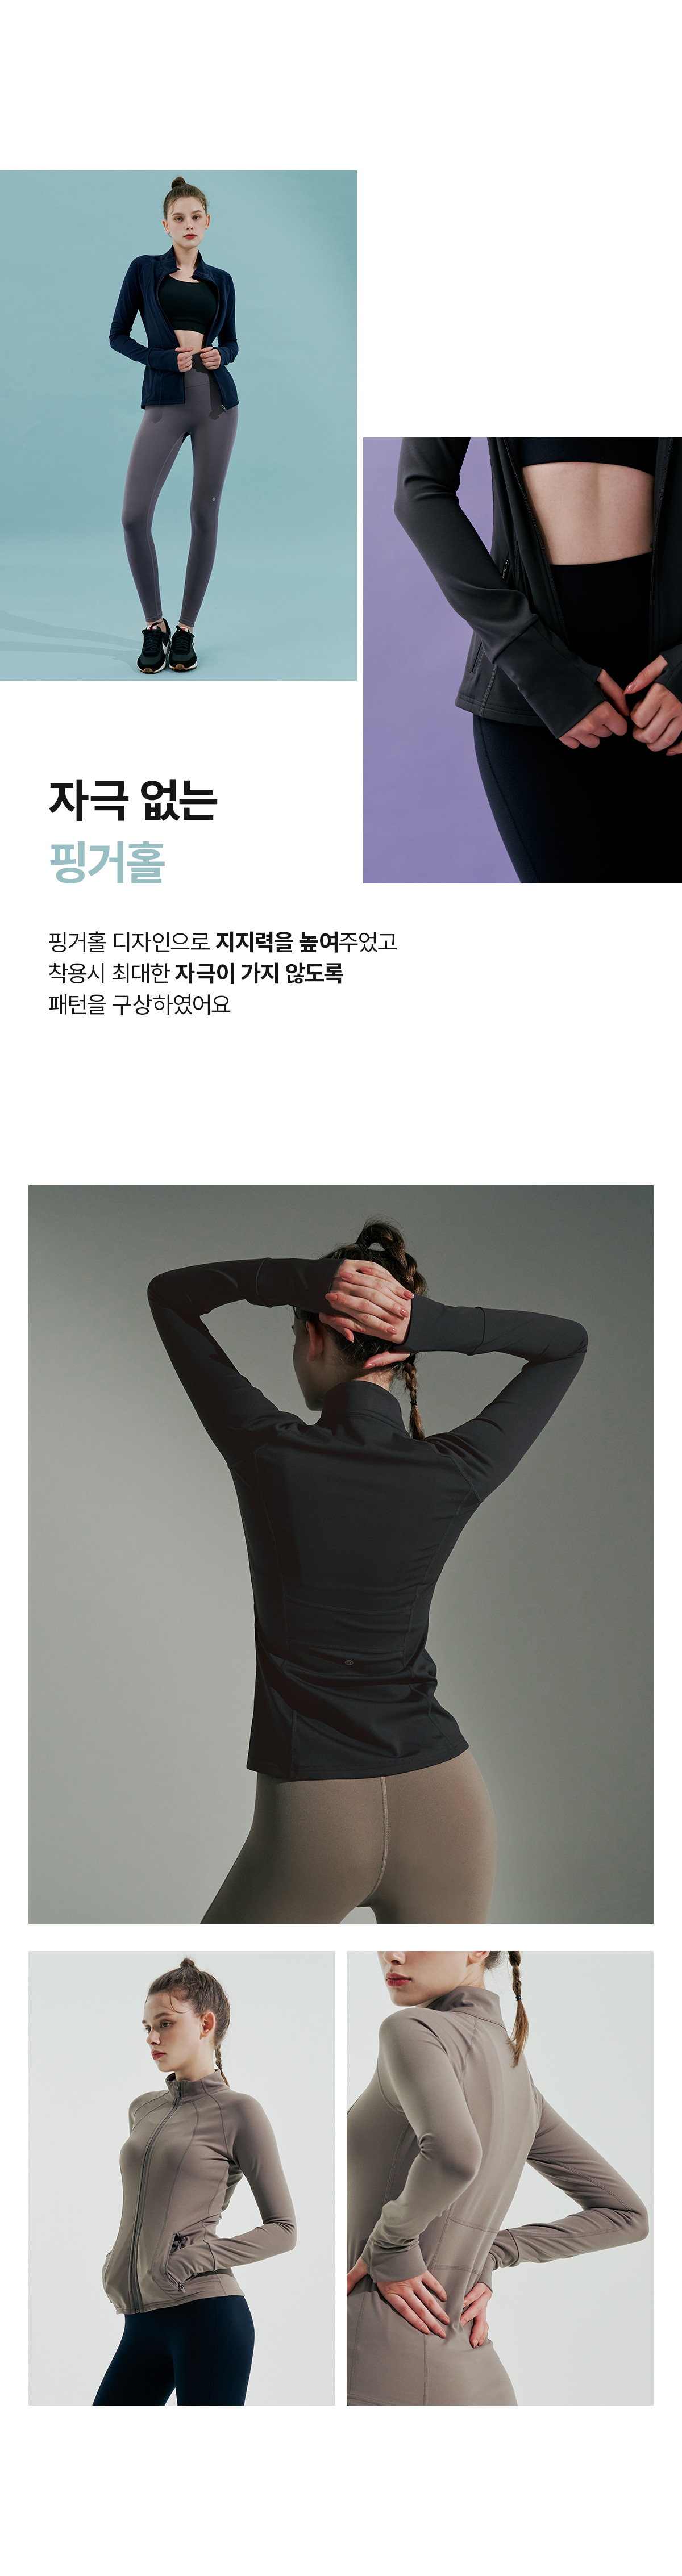 자극 없는
핑거홀
핑거홀 디자인으로 지지력을 높여주었고
착용시 최대한 자극이 가지 않도록
패턴을 구상하였어요